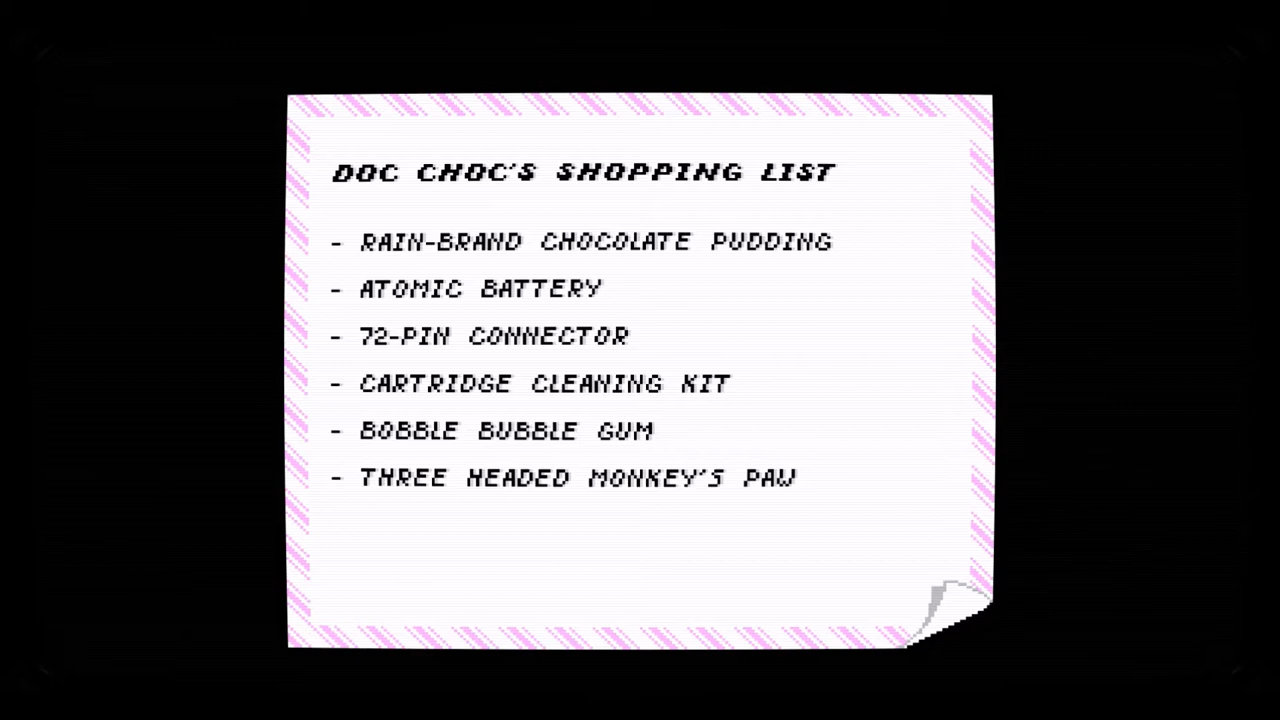 DOC CHOC'S SHOPPING LIST
- RAIN-BRAND CHOCOLATE PUDDING
- ATOMIC BATTERY
- 72-PIN CONNECTOR
- CARTRIDGE CLEANING KIT
- BOBBLE BUBBLE GUM
- THREE HEADED MONKEY'S PAW